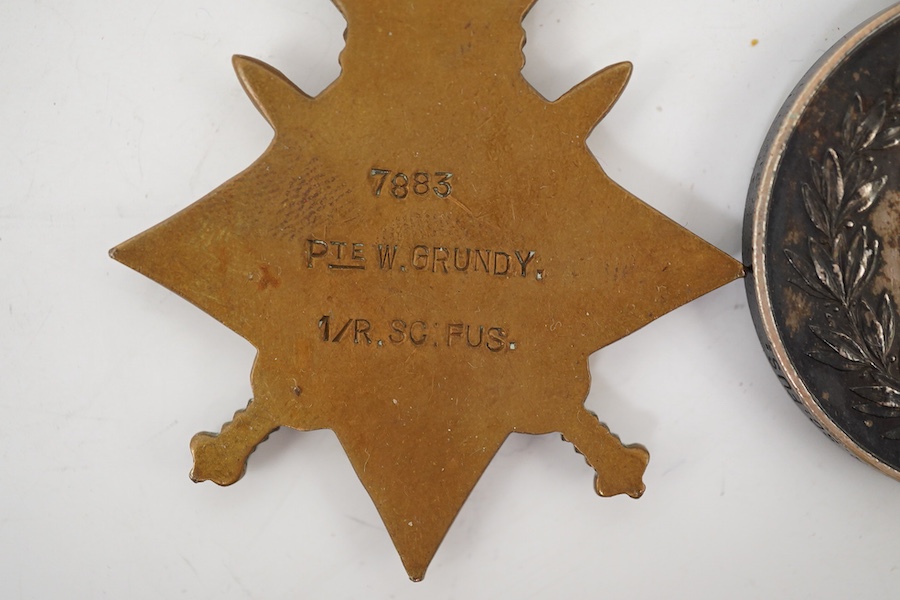 7883
PTE W. GRUNDY.
1/R. SC. FUS.